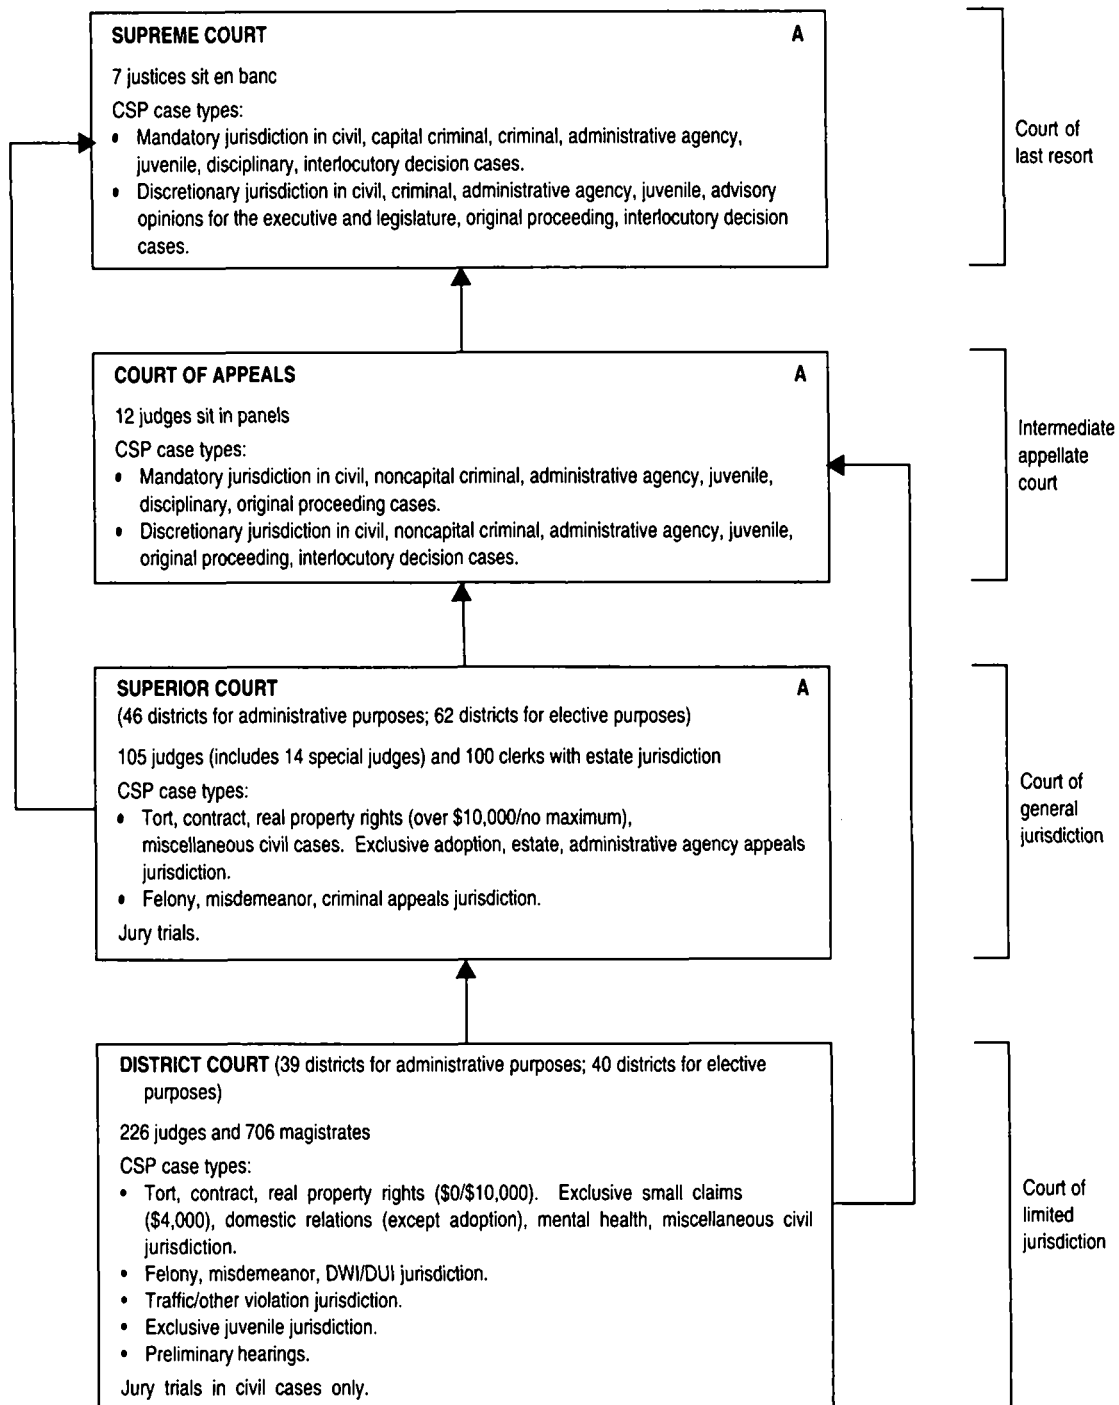 SUPREME COURT A
7 justices sit en banc
CSP case types:
• Mandatory jurisdiction in civil, capital criminal, criminal, administrative agency,
juvenile, disciplinary, interlocutory decision cases.
• Discretionary jurisdiction in civil, criminal, administrative agency, juvenile, advisory
opinions for the executive and legislature, original proceeding, interlocutory decision
cases.
Court of
last resort
COURT OF APPEALS A
12 judges sit in panels
CSP case types:
• Mandatory jurisdiction in civil, noncapital criminal, administrative agency, juvenile,
disciplinary, original proceeding cases.
• Discretionary jurisdiction in civil, noncapital criminal, administrative agency, juvenile,
original proceeding, interlocutory decision cases.
Intermediate
appellate
court
SUPERIOR COURT A
(46 districts for administrative purposes; 62 districts for elective purposes)
105 judges (includes 14 special judges) and 100 clerks with estate jurisdiction
CSP case types:
• Tort, contract, real property rights (over $10,000/no maximum),
miscellaneous civil cases. Exclusive adoption, estate, administrative agency appeals
jurisdiction.
• Felony, misdemeanor, criminal appeals jurisdiction.
Jury trials.
Court of
general
jurisdiction
DISTRICT COURT (39 districts for administrative purposes; 40 districts for elective
purposes)
226 judges and 706 magistrates
CSP case types:
• Tort, contract, real property rights ($0/$10,000). Exclusive small claims
($4,000), domestic relations (except adoption), mental health, miscellaneous civil
jurisdiction.
• Felony, misdemeanor, DWI/DUI jurisdiction.
• Traffic/other violation jurisdiction.
• Exclusive juvenile jurisdiction.
• Preliminary hearings.
Jury trials in civil cases only.
Court of
limited
jurisdiction